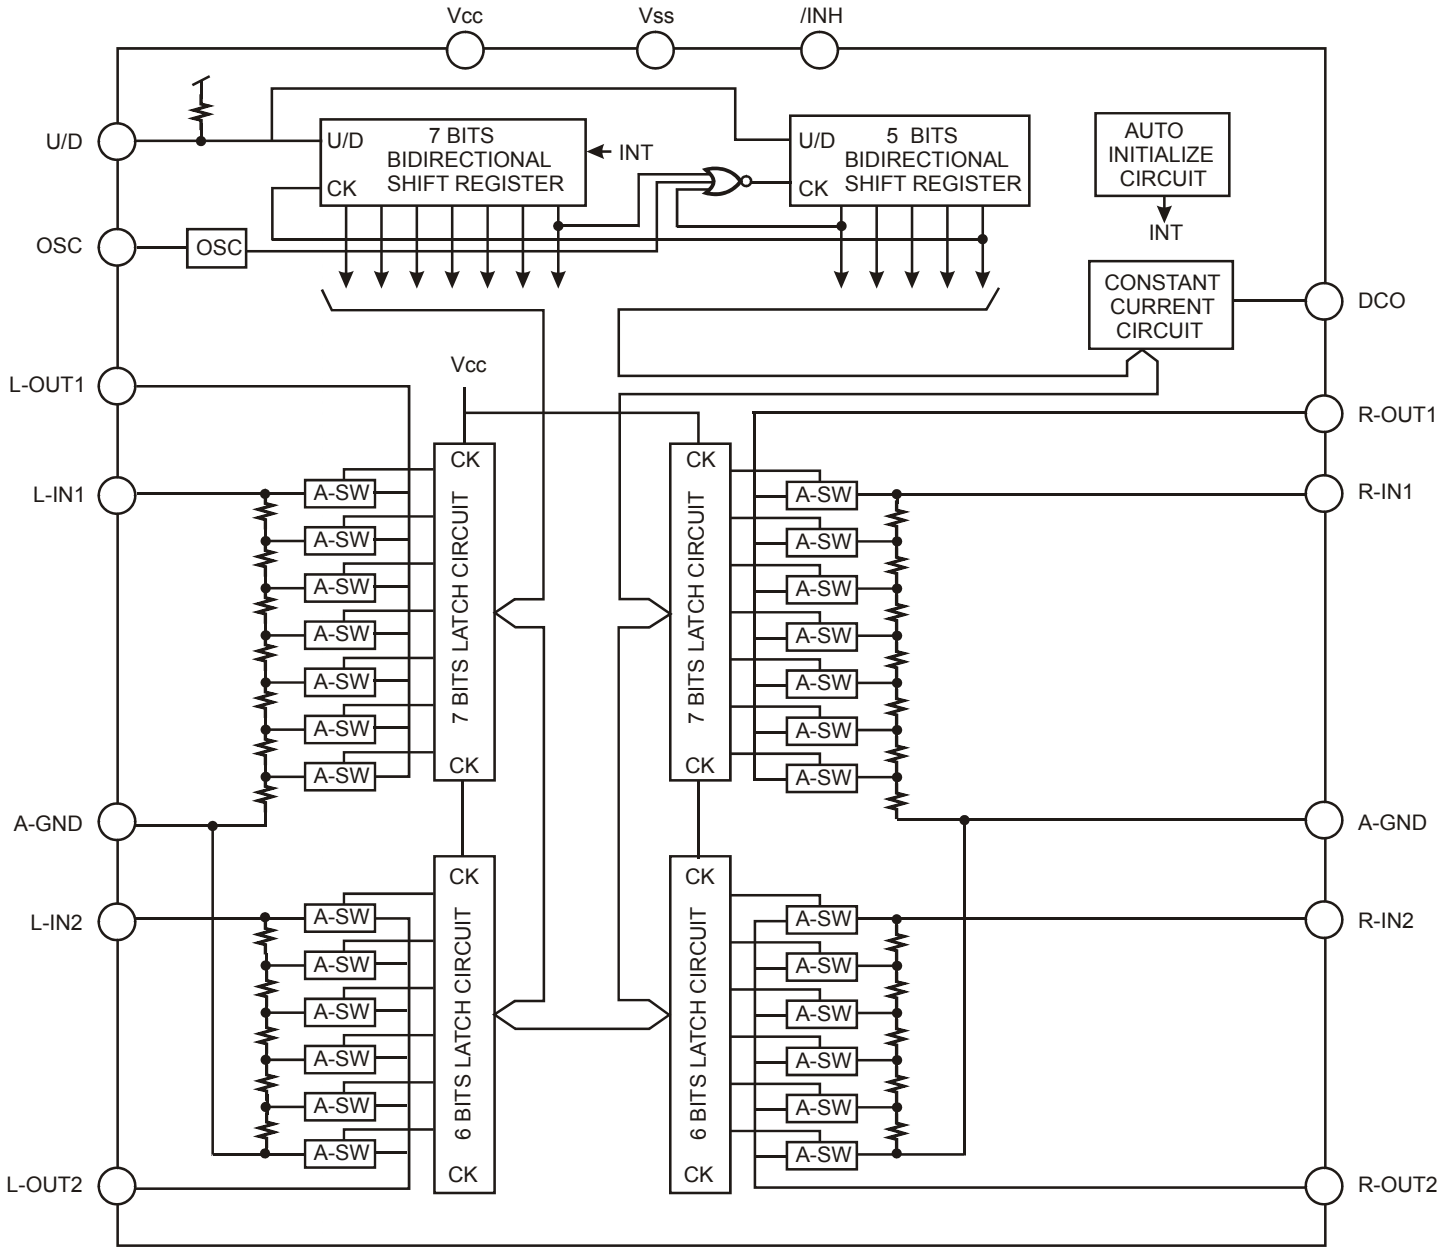 Vcc
Vss
/INH
U/D
U/D
CK
7 BITS
BIDIRECTIONAL
SHIFT REGISTER
INT
U/D
CK
5 BITS
BIDIRECTIONAL
SHIFT REGISTER
AUTO
INITIALIZE
CIRCUIT
INT
OSC
OSC
CONSTANT
CURRENT
CIRCUIT
DCO
L-OUT1
Vcc
R-OUT1
L-IN1
A-SW
A-SW
A-SW
A-SW
A-SW
A-SW
A-SW
CK
7 BITS LATCH CIRCUIT
CK
CK
7 BITS LATCH CIRCUIT
CK
A-SW
A-SW
A-SW
A-SW
A-SW
A-SW
A-SW
R-IN1
A-GND
A-GND
L-IN2
A-SW
A-SW
A-SW
A-SW
A-SW
A-SW
CK
6 BITS LATCH CIRCUIT
CK
CK
6 BITS LATCH CIRCUIT
CK
A-SW
A-SW
A-SW
A-SW
A-SW
A-SW
R-IN2
L-OUT2
R-OUT2